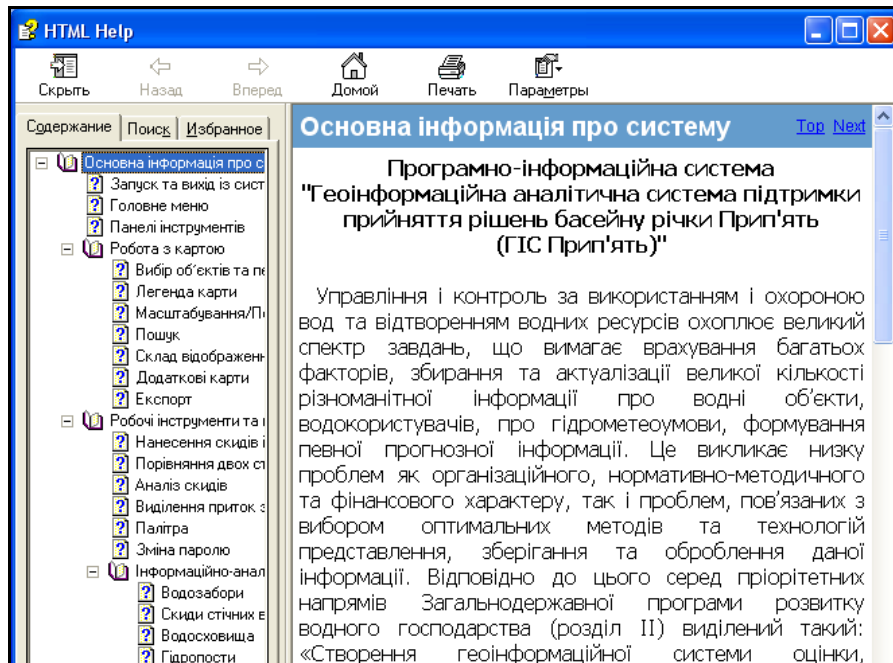 HTML Help
Скрыть Назад Вперед Домой Печать Параметры
Содержание Поиск Избранное
Основна інформація про с
Запуск та вихід із сист
Головне меню
Панелі інструментів
Робота з картою
Вибір об'єктів та пе
Легенда карти
Масштабування/П
Пошук
Склад відображенн
Додаткові карти
Експорт
Робочі інструменти та
Нанесення скидів і
Порівняння двох ст
Аналіз скидів
Виділення приток з
Палітра
Зміна паролю
Інформаційно-анал
Водозабори
Скиди стічних в
Водосховища
Гідропости
Основна інформація про систему Top Next
Програмно-інформаційна система
"Геоінформаційна аналітична система підтримки
прийняття рішень басейну річки Прип'ять
(ГІС Прип'ять)"
Управління і контроль за використанням і охороною
вод та відтворенням водних ресурсів охоплює великий
спектр завдань, що вимагає врахування багатьох
факторів, збирання та актуалізації великої кількості
різноманітної інформації про водні об'єкти,
водокористувачів, про гідрометеоумови, формування
певної прогнозної інформації. Це викликає низку
проблем як організаційного, нормативно-методичного
та фінансового характеру, так і проблем, пов'язаних з
вибором оптимальних методів та технологій
представлення, зберігання та оброблення даної
інформації. Відповідно до цього серед пріорітетних
напрямів Загальнодержавної програми розвитку
водного господарства (розділ II) виділений такий:
«Створення геоінформаційної системи оцінки,